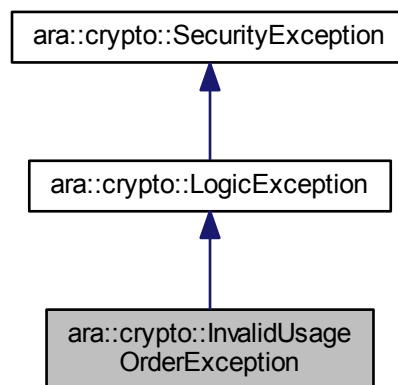 ara::crypto::SecurityException
ara::crypto::LogicException
ara::crypto::InvalidUsage
OrderException